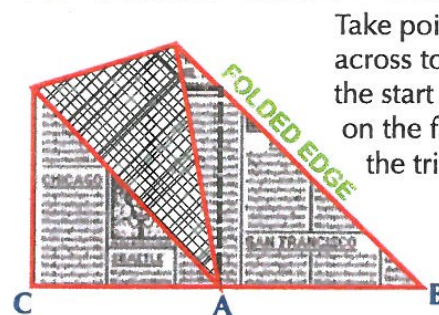 Take poi
across to
the start
on the f
the tri
FOLDED EDGE
CHICAGO
SEATTLE
SAN FRANCISCO
C
A
B